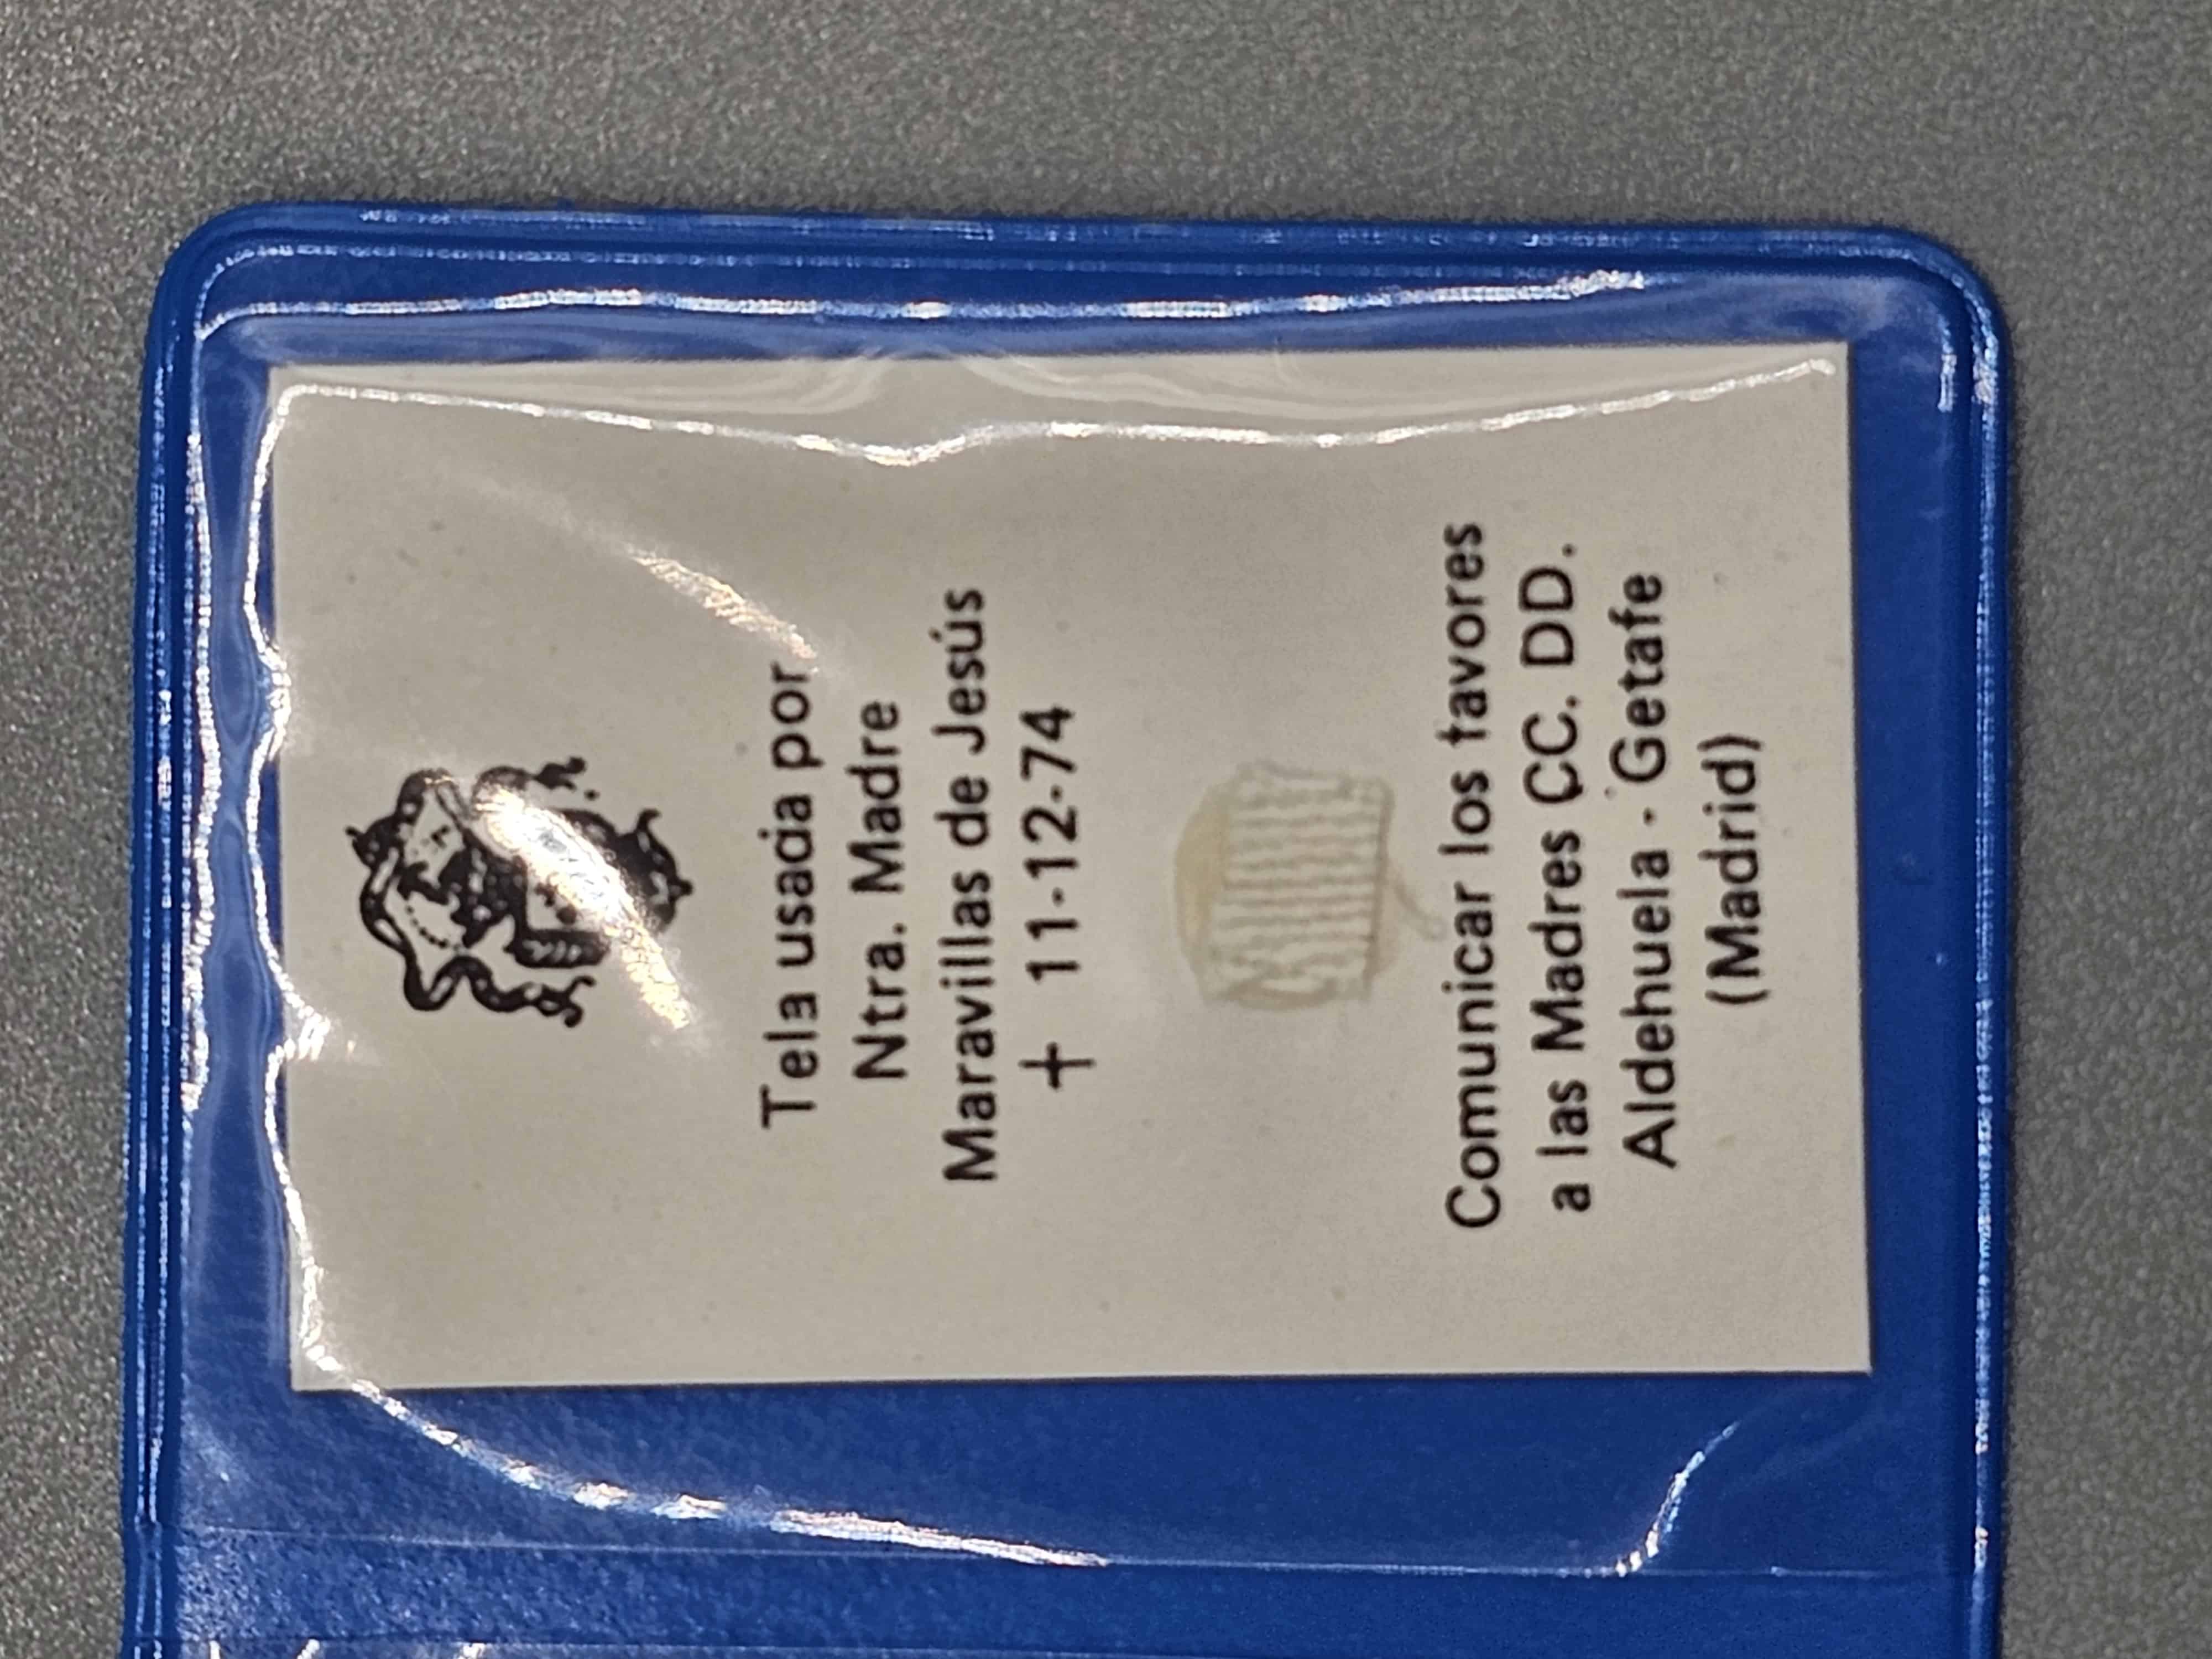 Tela usada por
Ntra. Madre
Maravillas de Jesús
+ 11-12-74
Comunicar los tavores
a las Madres CC. DD.
Aldehuela - Getafe
(Madrid)